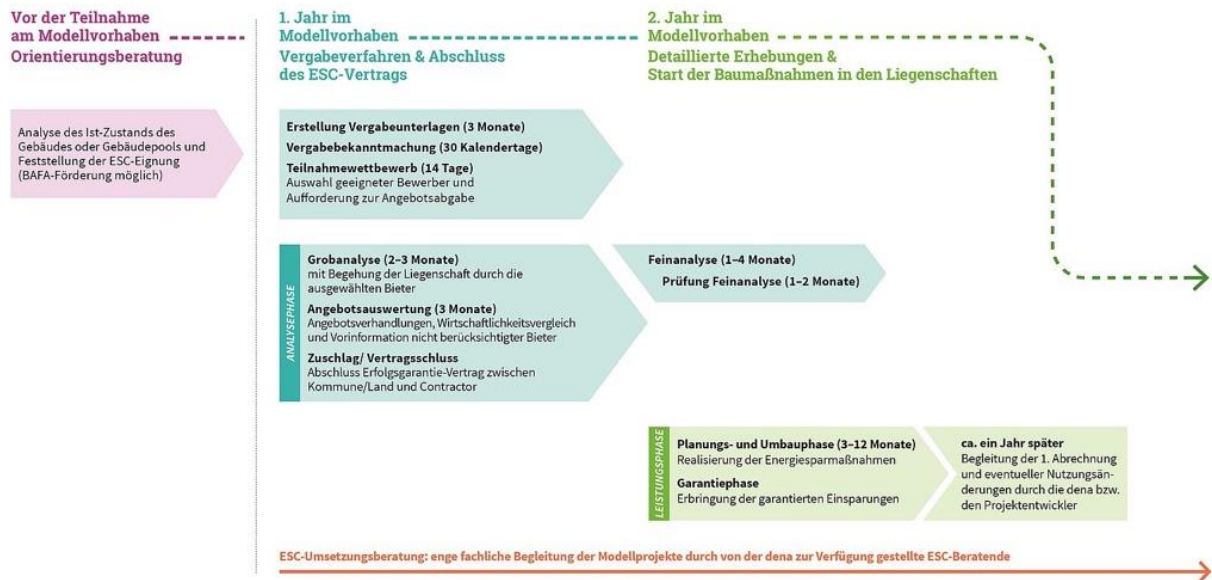 Vor der Teilnahme
am Modellvorhaben
Orientierungsberatung
1. Jahr im
Modellvorhaben
Vergabeverfahren & Abschluss
des ESC-Vertrags
2. Jahr im
Modellvorhaben
Detaillierte Erhebungen &
Start der Baumaßnahmen in den Liegenschaften
Analyse des Ist-Zustands des
Gebäudes oder Gebäudepools und
Feststellung der ESC-Eignung
(BAFA-Förderung möglich)
Erstellung Vergabeunterlagen (3 Monate)
Vergabebekanntmachung (30 Kalendertage)
Teilnahmewettbewerb (14 Tage)
Auswahl geeigneter Bewerber und
Aufforderung zur Angebotsabgabe
ANALYSEPHASE
Grobanalyse (2–3 Monate)
mit Begehung der Liegenschaft durch die
ausgewählten Bieter
Angebotsauswertung (3 Monate)
Angebotsverhandlungen, Wirtschaftlichkeitsvergleich
und Vorinformation nicht berücksichtigter Bieter
Zuschlag/ Vertragsschluss
Abschluss Erfolgsgarantie-Vertrag zwischen
Kommune/Land und Contractor
Feinanalyse (1–4 Monate)
Prüfung Feinanalyse (1–2 Monate)
LEISTUNGSPHASE
Planungs- und Umbauphase (3–12 Monate)
Realisierung der Energiesparmaßnahmen
Garantiephase
Erbringung der garantierten Einsparungen
ca. ein Jahr später
Begleitung der 1. Abrechnung
und eventueller Nutzungsän-
derungen durch die dena bzw.
den Projektentwickler
ESC-Umsetzungsberatung: enge fachliche Begleitung der Modellprojekte durch von der dena zur Verfügung gestellte ESC-Beratende